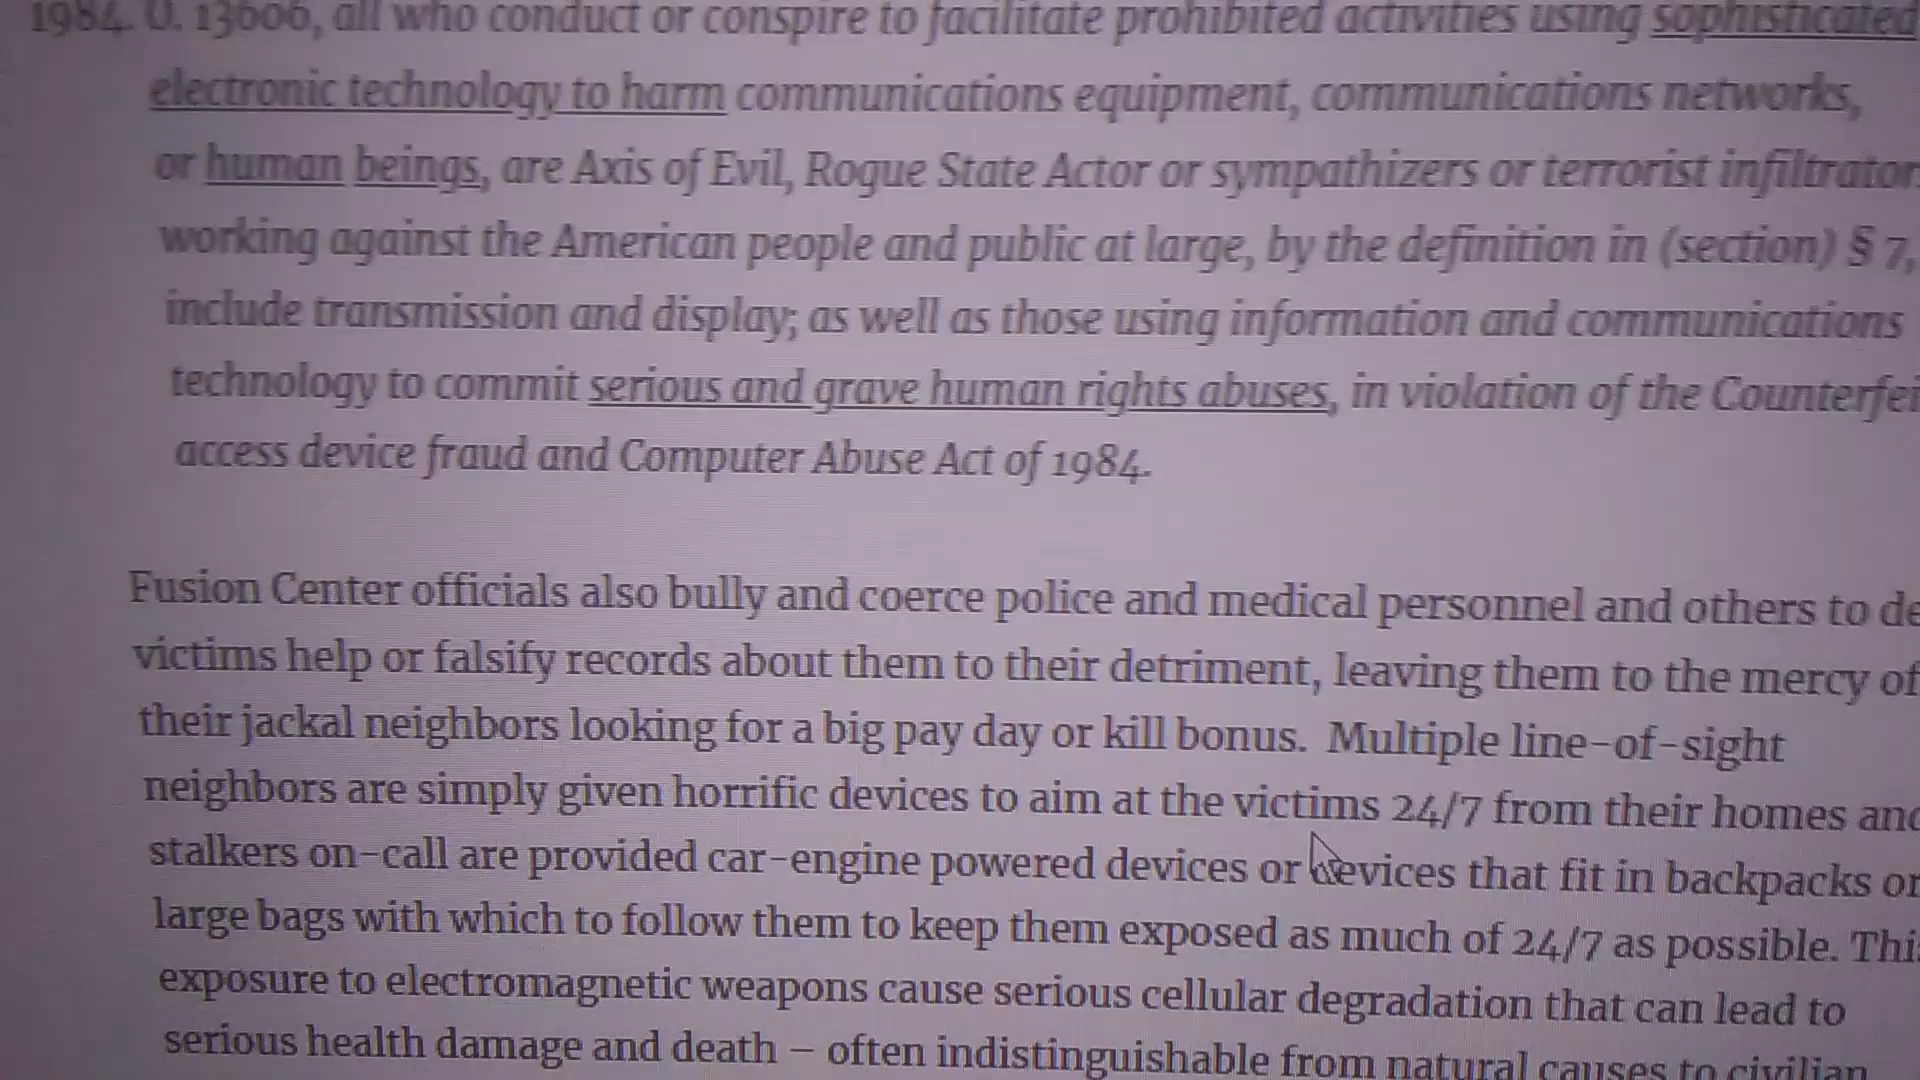 1984. O. 13606, all who conduct or conspire to facilitate prohibited activities using sophisticated
electronic technology to harm communications equipment, communications networks,
or human beings, are Axis of Evil, Rogue State Actor or sympathizers or terrorist infiltrator
working against the American people and public at large, by the definition in (section) § 7,
include transmission and display; as well as those using information and communications
technology to commit serious and grave human rights abuses, in violation of the Counterfei
access device fraud and Computer Abuse Act of 1984.
Fusion Center officials also bully and coerce police and medical personnel and others to de
victims help or falsify records about them to their detriment, leaving them to the mercy of
their jackal neighbors looking for a big pay day or kill bonus. Multiple line-of-sight
neighbors are simply given horrific devices to aim at the victims 24/7 from their homes and
stalkers on-call are provided car-engine powered devices or devices that fit in backpacks or
large bags with which to follow them to keep them exposed as much of 24/7 as possible. This
exposure to electromagnetic weapons cause serious cellular degradation that can lead to
serious health damage and death – often indistinguishable from natural causes to civilian